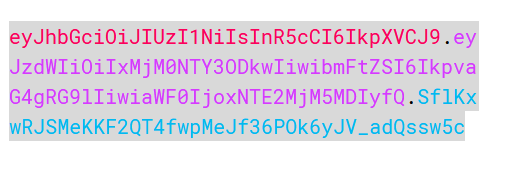 eyJhbGciOiJIUzI1NiIsInR5cCI6IkpXVCJ9.ey
JzdWIiOiIxMjM0NTY3ODkwIiwibmFtZSI6Ikpva
G4gRG9lIiwiaWF0IjoxNTE2MjM5MDIyfQ.SflKx
wRJSMeKKF2QT4fwpMeJf36POk6yJV_adQssw5c